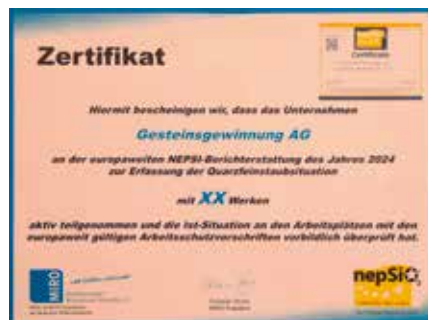 Zertifikat
Certificate
Hiermit bescheinigen wir, dass das Unternehmen
Gesteinsgewinnung AG
an der europaweiten NEPSI-Berichterstattung des Jahres 2024
zur Erfassung der Quarzfeinstaubsituation
mit XX Werken
aktiv teilgenommen und die Ist-Situation an den Arbeitsplätzen mit den
europaweit gültigen Arbeitsschutzvorschriften vorbildlich überprüft hat.
MIRO
nepSiO2